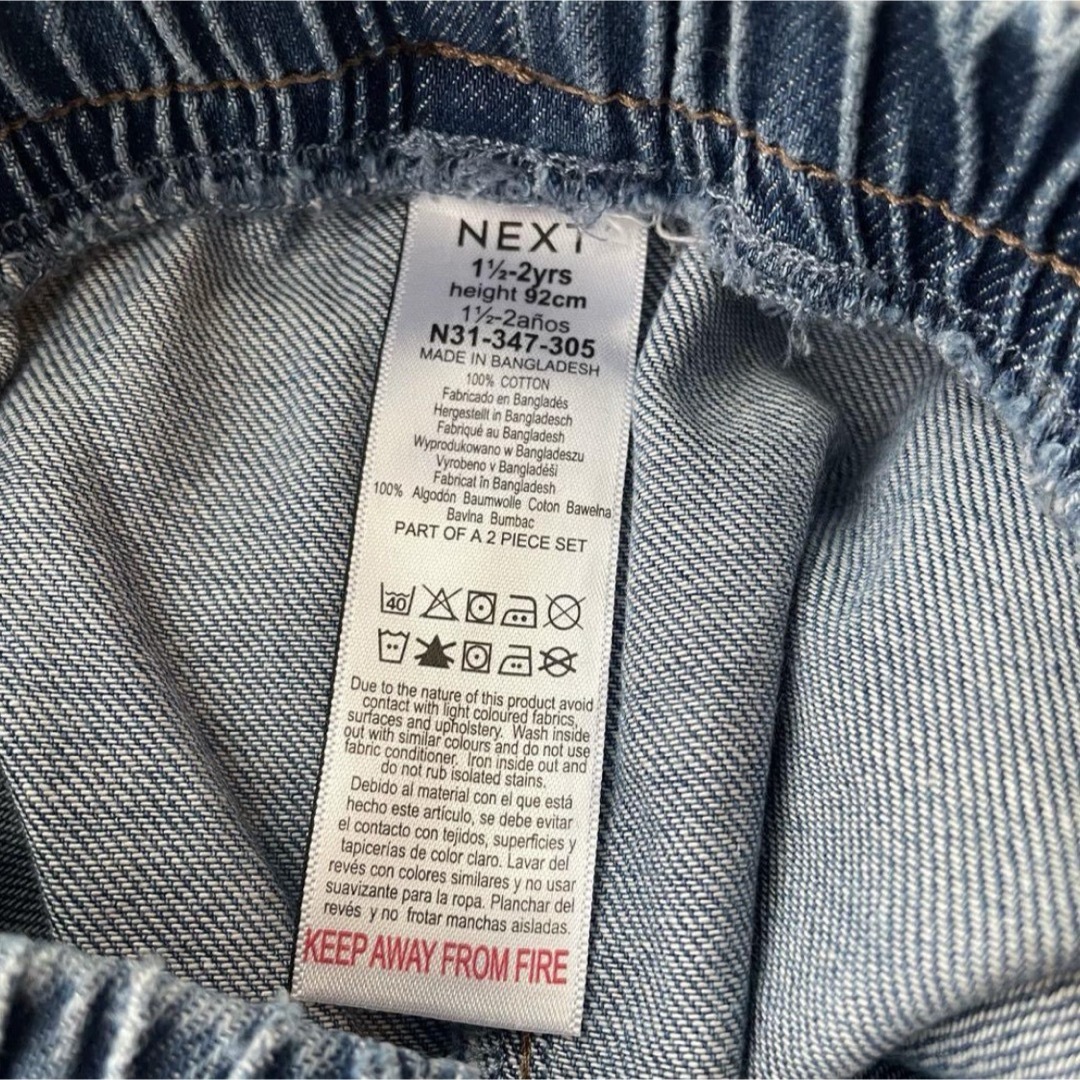 NEXT
1½-2yrs
height 92cm
1½-2años
N31-347-305
MADE IN BANGLADESH
100% COTTON
Fabricado en Bangladés
Hergestellt in Bangladesch
Fabriqué au Bangladesh
Wyprodukowano w Bangladeszu
Vyrobeno v Bangladéši
Fabricat în Bangladesh
100% Algodón Baumwolle Coton Bawełna
Bavlna Bumbac
PART OF A 2 PIECE SET
40
Due to the nature of this product avoid
contact with light coloured fabrics,
surfaces and upholstery. Wash inside
out with similar colours and do not use
fabric conditioner. Iron inside out and
do not rub isolated stains.
Debido al material con el que está
hecho este artículo, se debe evitar
el contacto con tejidos, superficies y
tapicerías de color claro. Lavar del
revés con colores similares y no usar
suavizante para la ropa. Planchar del
revés y no frotar manchas aisladas.
KEEP AWAY FROM FIRE